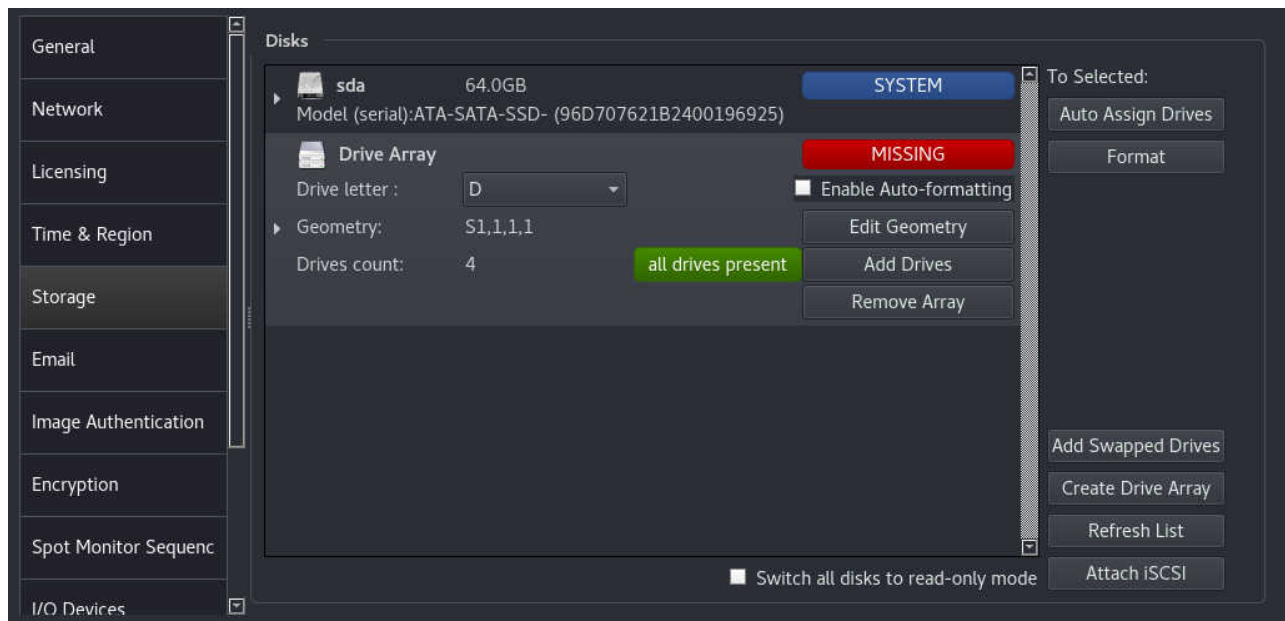 General
Network
Licensing
Time & Region
Storage
Email
Image Authentication
Encryption
Spot Monitor Sequenc
I/O Devices
Disks
sda 64.0GB SYSTEM
Model (serial):ATA-SATA-SSD- (96D707621B2400196925)
Drive Array MISSING
Drive letter : D Enable Auto-formatting
Geometry: S1,1,1,1 Edit Geometry
Drives count: 4 all drives present Add Drives
Remove Array
Switch all disks to read-only mode
To Selected:
Auto Assign Drives
Format
Add Swapped Drives
Create Drive Array
Refresh List
Attach iSCSI